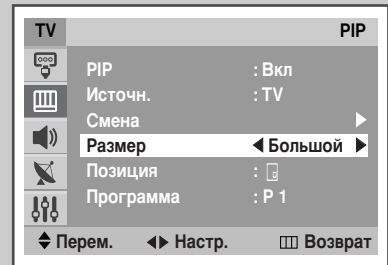 TV PIP
PIP : Вкл
Источн. : TV
Смена
Размер Большой
Позиция :
Программа : P 1
Перем. Настр. Возврат